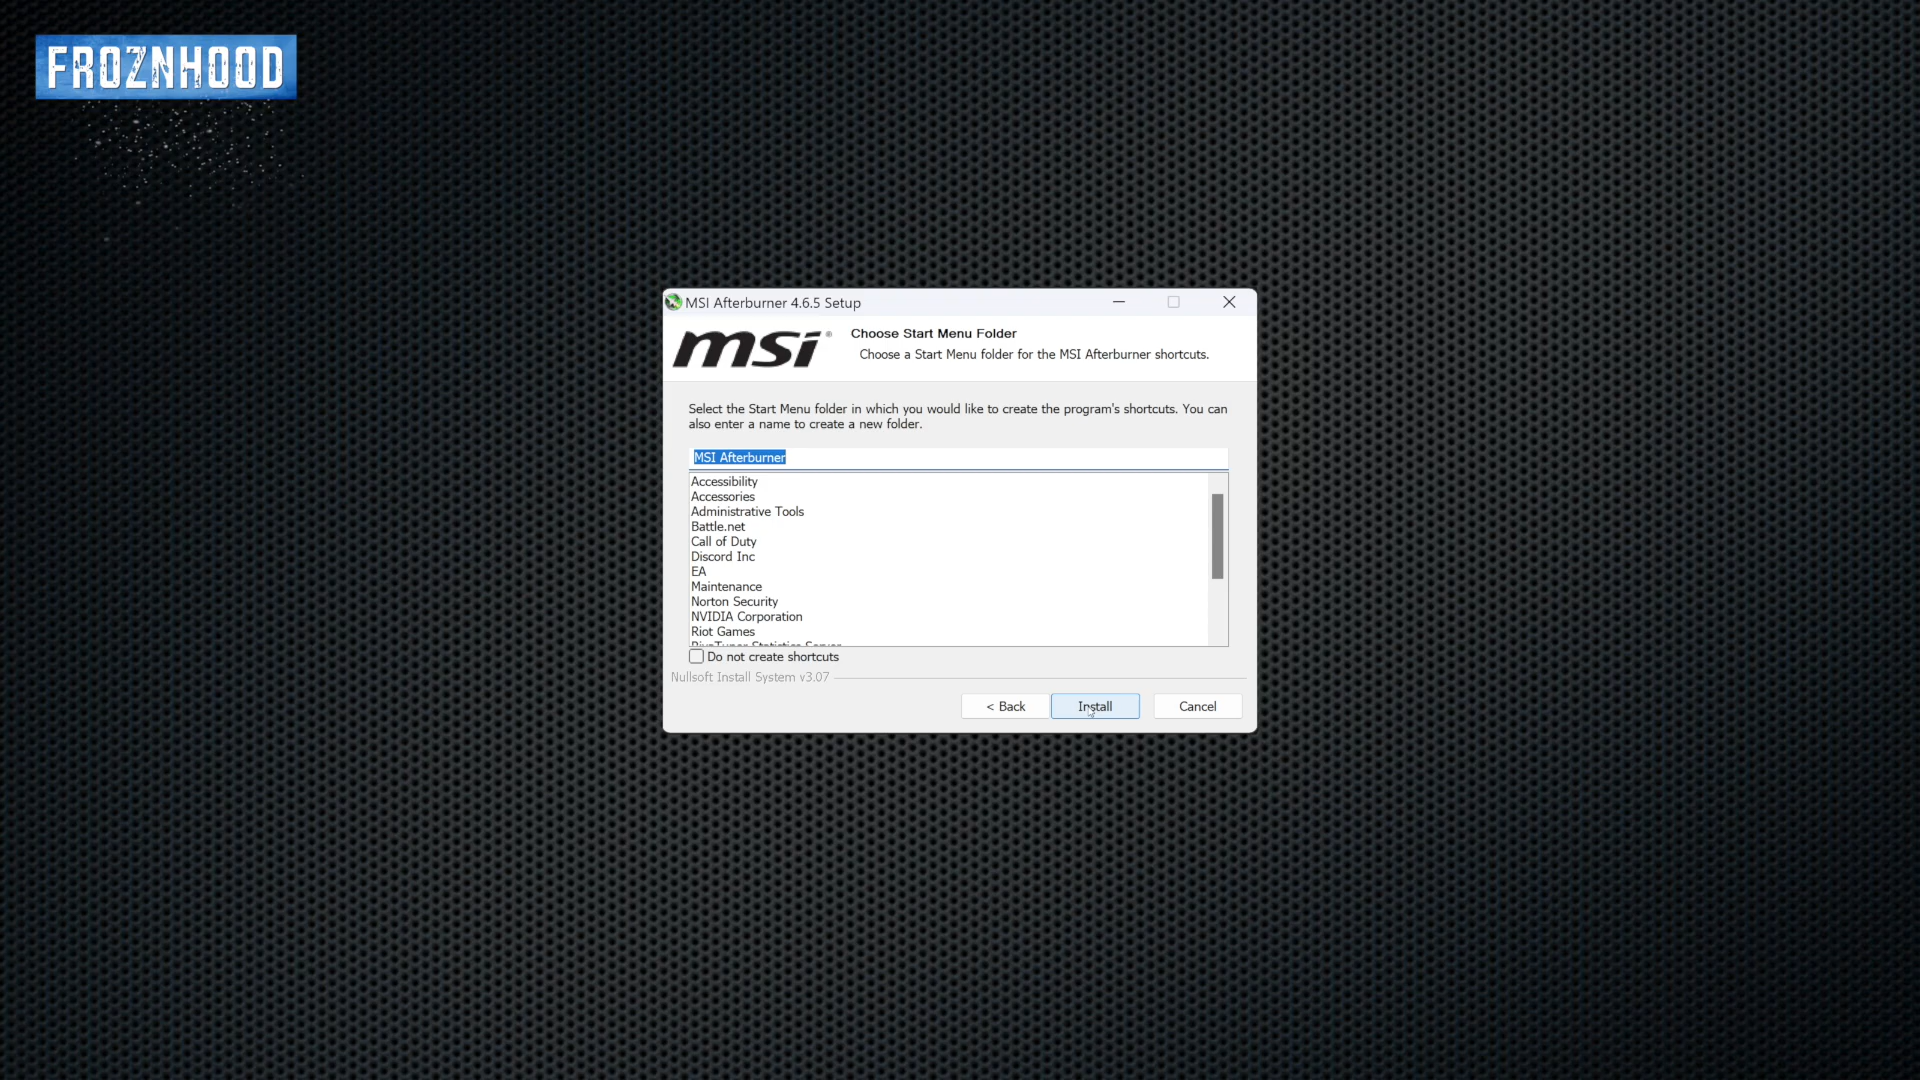 FROZNHOOD
MSI Afterburner 4.6.5 Setup
msi®
Choose Start Menu Folder
Choose a Start Menu folder for the MSI Afterburner shortcuts.
Select the Start Menu folder in which you would like to create the program's shortcuts. You can
also enter a name to create a new folder.
MSI Afterburner
Accessibility
Accessories
Administrative Tools
Battle.net
Call of Duty
Discord Inc
EA
Maintenance
Norton Security
NVIDIA Corporation
Riot Games
RivaTuner Statistics Server
Do not create shortcuts
Nullsoft Install System v3.07
< Back
Install
Cancel